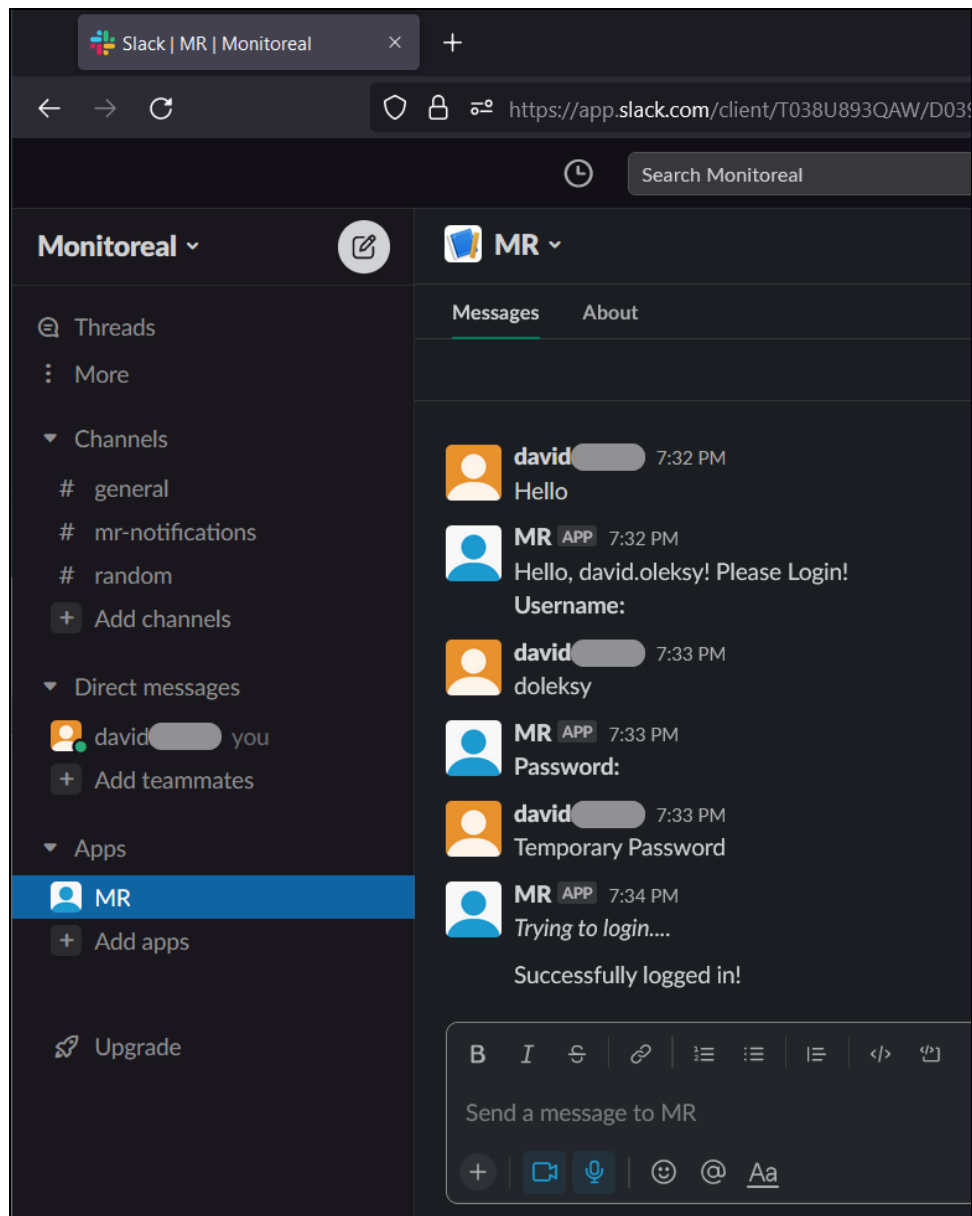 Slack | MR | Monitoreal
https://app.slack.com/client/T038U893QAW/D039
Search Monitoreal
Monitoreal
MR
Threads
More
Messages About
Channels
# general
# mr-notifications
# random
+ Add channels
Direct messages
david you
+ Add teammates
Apps
MR
+ Add apps
Upgrade
david 7:32 PM
Hello
MR APP 7:32 PM
Hello, david.oleksy! Please Login!
Username:
david 7:33 PM
doleksy
MR APP 7:33 PM
Password:
david 7:33 PM
Temporary Password
MR APP 7:34 PM
Trying to login....
Successfully logged in!
B I S
Send a message to MR
+ @ Aa